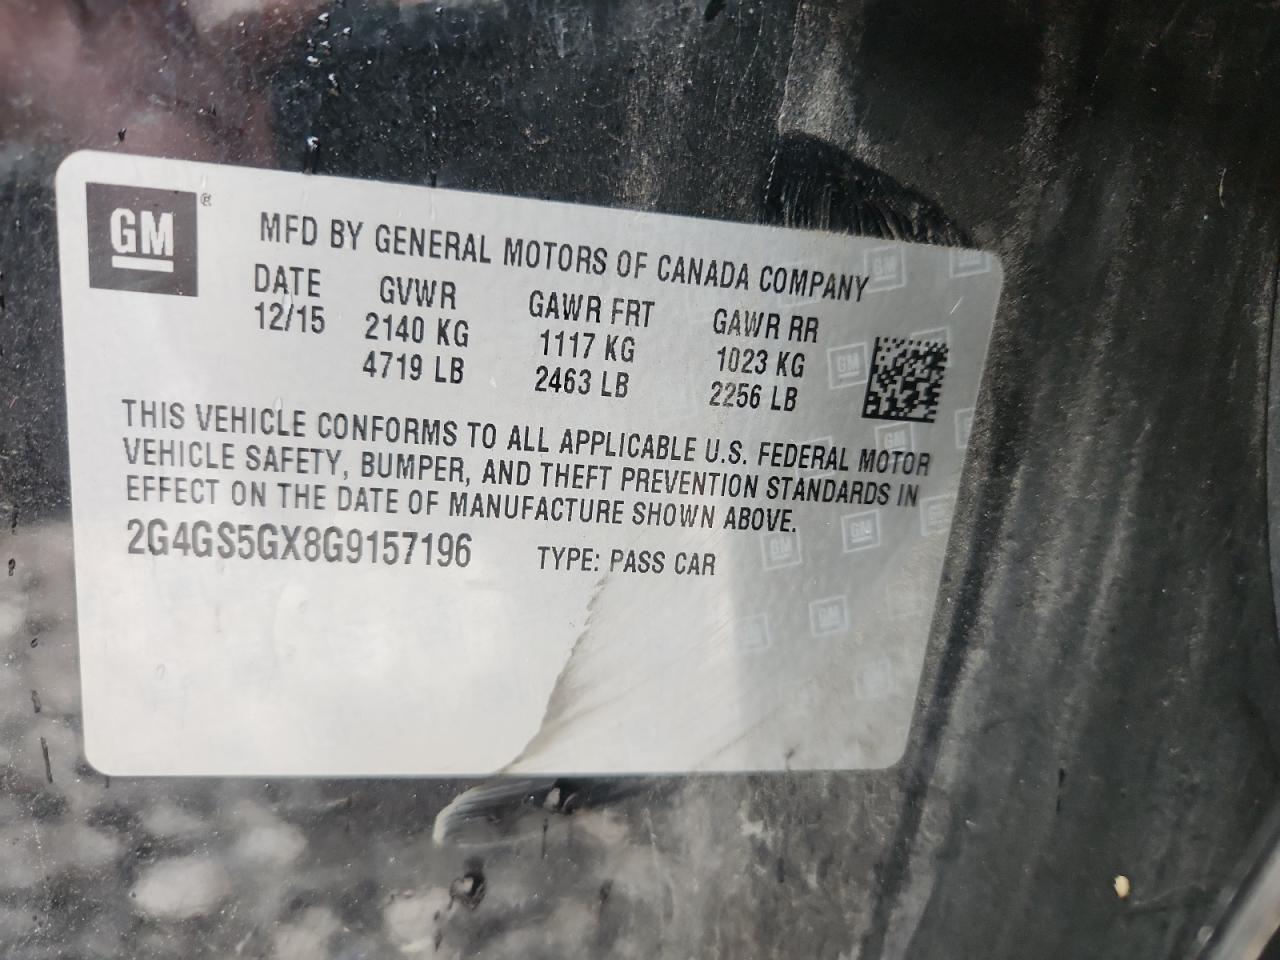 GM ®
MFD BY GENERAL MOTORS OF CANADA COMPANY
DATE GVWR GAWR FRT GAWR RR
12/15 2140 KG 1117 KG 1023 KG
4719 LB 2463 LB 2256 LB
THIS VEHICLE CONFORMS TO ALL APPLICABLE U.S. FEDERAL MOTOR
VEHICLE SAFETY, BUMPER, AND THEFT PREVENTION STANDARDS IN
EFFECT ON THE DATE OF MANUFACTURE SHOWN ABOVE.
2G4GS5GX8G9157196 TYPE: PASS CAR